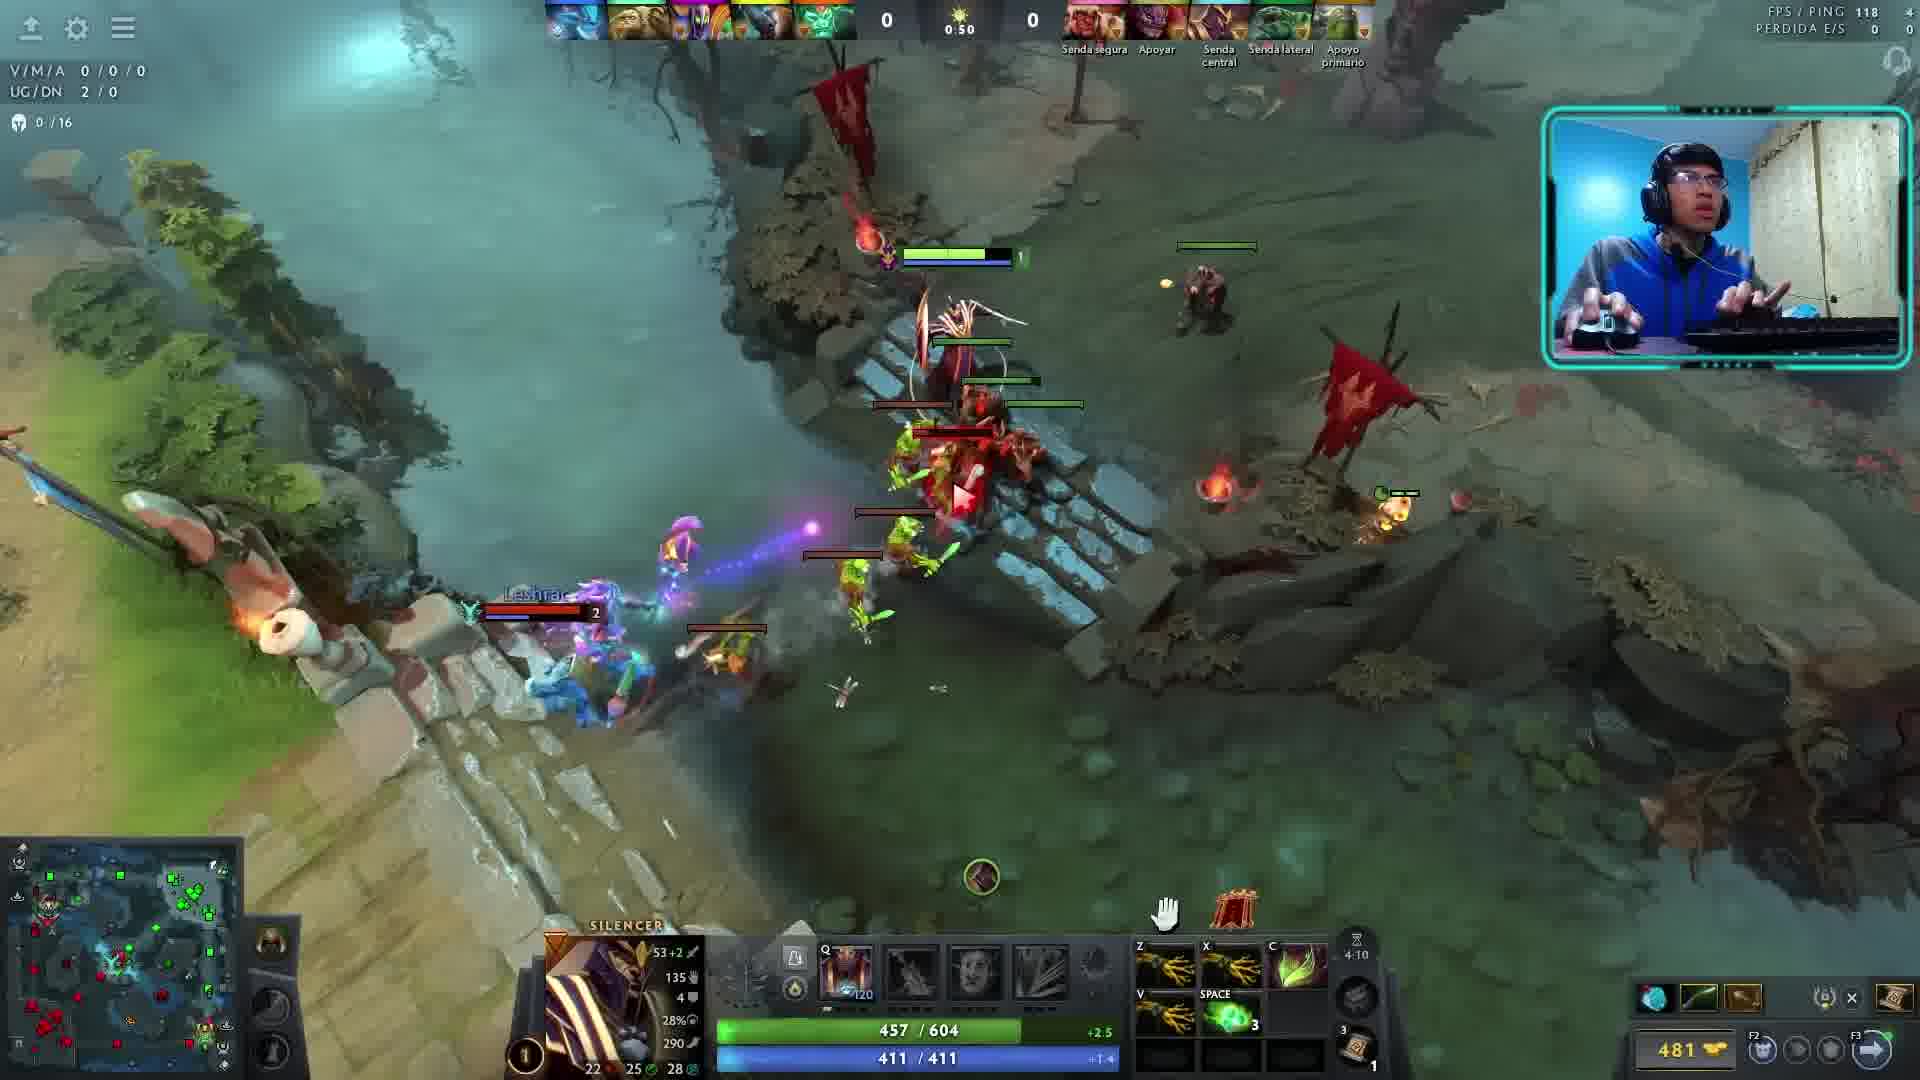 0
0:50
0
FPS / PING 118 4
PERDIDA E/S 0 0
V/M/A 0 / 0 / 0
UG/DN 2 / 0
0 / 16
Senda segura
Apoyar
Senda central
Senda lateral
Apoyo primario
1
Leshrac
2
SILENCER
53+2
135
4
28%
290
1
22 25 28
Q
120
457 / 604
+2.5
411 / 411
+1.4
Z X C
V SPACE
3
4:10
3
1
481
F2
F3